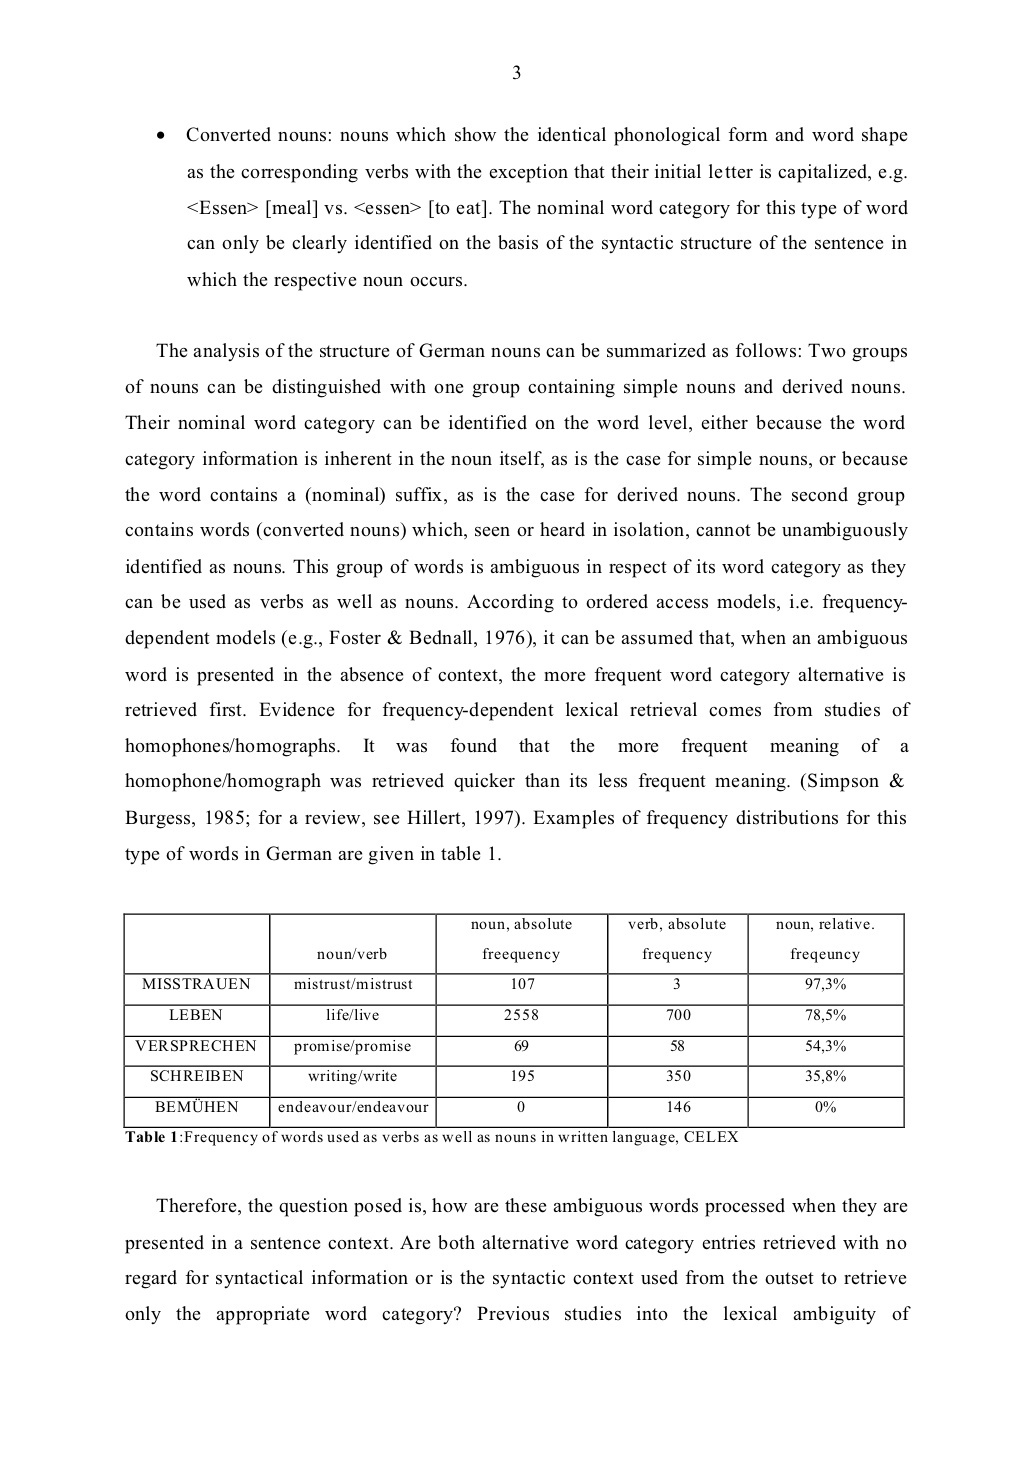 3
• Converted nouns: nouns which show the identical phonological form and word shape
as the corresponding verbs with the exception that their initial letter is capitalized, e.g.
<Essen> [meal] vs. <essen> [to eat]. The nominal word category for this type of word
can only be clearly identified on the basis of the syntactic structure of the sentence in
which the respective noun occurs.
The analysis of the structure of German nouns can be summarized as follows: Two groups
of nouns can be distinguished with one group containing simple nouns and derived nouns.
Their nominal word category can be identified on the word level, either because the word
category information is inherent in the noun itself, as is the case for simple nouns, or because
the word contains a (nominal) suffix, as is the case for derived nouns. The second group
contains words (converted nouns) which, seen or heard in isolation, cannot be unambiguously
identified as nouns. This group of words is ambiguous in respect of its word category as they
can be used as verbs as well as nouns. According to ordered access models, i.e. frequency-
dependent models (e.g., Foster & Bednall, 1976), it can be assumed that, when an ambiguous
word is presented in the absence of context, the more frequent word category alternative is
retrieved first. Evidence for frequency-dependent lexical retrieval comes from studies of
homophones/homographs. It was found that the more frequent meaning of a
homophone/homograph was retrieved quicker than its less frequent meaning. (Simpson &
Burgess, 1985; for a review, see Hillert, 1997). Examples of frequency distributions for this
type of words in German are given in table 1.
noun, absolute verb, absolute noun, relative.
noun/verb freequency frequency freqeuncy
MISSTRAUEN mistrust/mistrust 107 3 97,3%
LEBEN life/live 2558 700 78,5%
VERSPRECHEN promise/promise 69 58 54,3%
SCHREIBEN writing/write 195 350 35,8%
BEMÜHEN endeavour/endeavour 0 146 0%
Table 1:Frequency of words used as verbs as well as nouns in written language, CELEX
Therefore, the question posed is, how are these ambiguous words processed when they are
presented in a sentence context. Are both alternative word category entries retrieved with no
regard for syntactical information or is the syntactic context used from the outset to retrieve
only the appropriate word category? Previous studies into the lexical ambiguity of